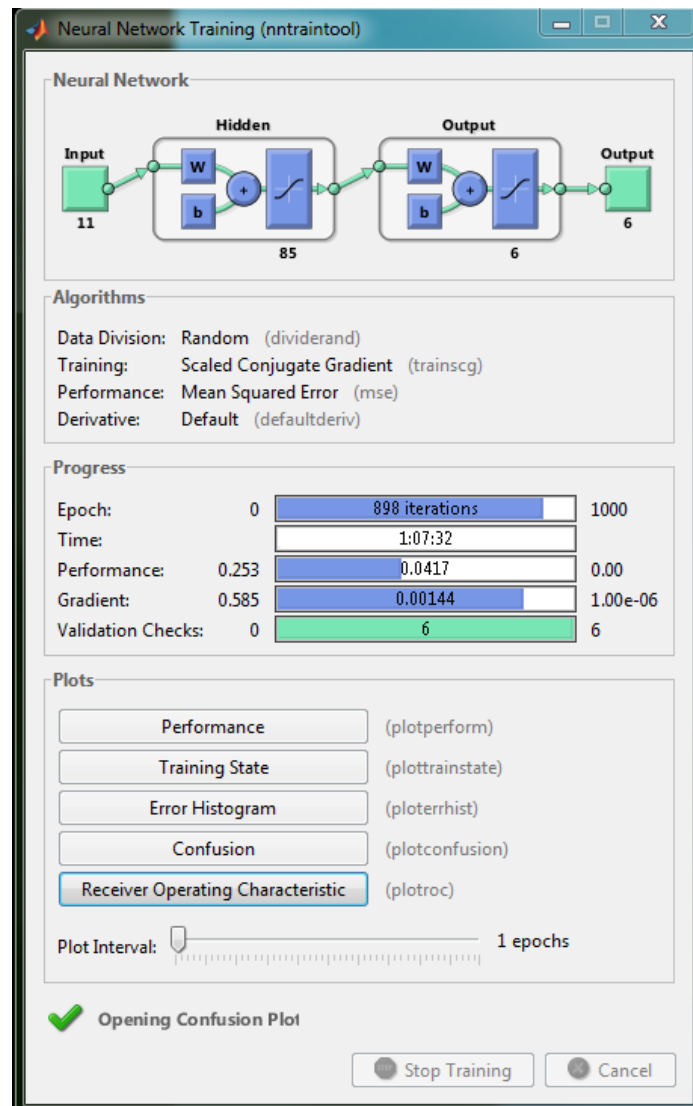 Neural Network Training (nntraintool)
Neural Network
Hidden
Output
Input
Output
W
b
+
W
b
+
11
85
6
6
Algorithms
Data Division: Random (dividerand)
Training: Scaled Conjugate Gradient (trainscg)
Performance: Mean Squared Error (mse)
Derivative: Default (defaultderiv)
Progress
Epoch: 0 898 iterations 1000
Time: 1:07:32
Performance: 0.253 0.0417 0.00
Gradient: 0.585 0.00144 1.00e-06
Validation Checks: 0 6 6
Plots
Performance (plotperform)
Training State (plottrainstate)
Error Histogram (ploterrhist)
Confusion (plotconfusion)
Receiver Operating Characteristic (plotroc)
Plot Interval: 1 epochs
Opening Confusion Plot
Stop Training Cancel